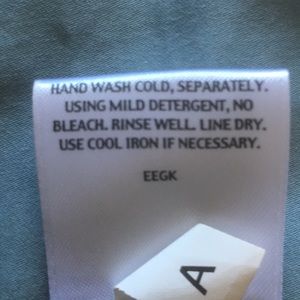 HAND WASH COLD, SEPARATELY.
USING MILD DETERGENT, NO
BLEACH. RINSE WELL. LINE DRY.
USE COOL IRON IF NECESSARY.
EEGK
A